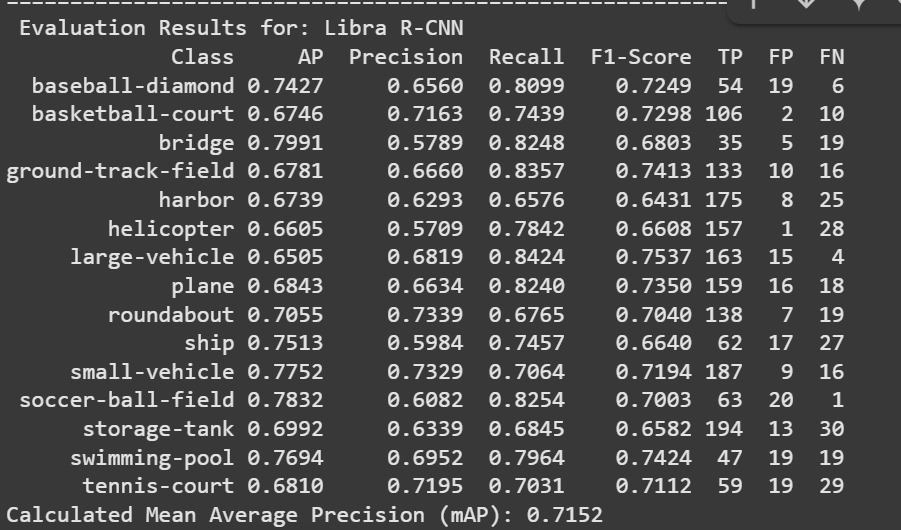 Evaluation Results for: Libra R-CNN
Class AP Precision Recall F1-Score TP FP FN
baseball-diamond 0.7427 0.6560 0.8099 0.7249 54 19 6
basketball-court 0.6746 0.7163 0.7439 0.7298 106 2 10
bridge 0.7991 0.5789 0.8248 0.6803 35 5 19
ground-track-field 0.6781 0.6660 0.8357 0.7413 133 10 16
harbor 0.6739 0.6293 0.6576 0.6431 175 8 25
helicopter 0.6605 0.5709 0.7842 0.6608 157 1 28
large-vehicle 0.6505 0.6819 0.8424 0.7537 163 15 4
plane 0.6843 0.6634 0.8240 0.7350 159 16 18
roundabout 0.7055 0.7339 0.6765 0.7040 138 7 19
ship 0.7513 0.5984 0.7457 0.6640 62 17 27
small-vehicle 0.7752 0.7329 0.7064 0.7194 187 9 16
soccer-ball-field 0.7832 0.6082 0.8254 0.7003 63 20 1
storage-tank 0.6992 0.6339 0.6845 0.6582 194 13 30
swimming-pool 0.7694 0.6952 0.7964 0.7424 47 19 19
tennis-court 0.6810 0.7195 0.7031 0.7112 59 19 29
Calculated Mean Average Precision (mAP): 0.7152